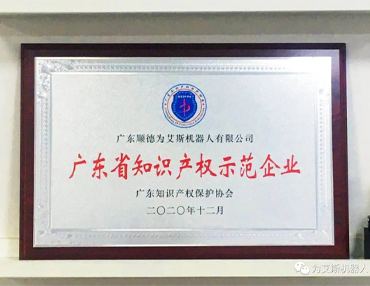 广东顺德为艾斯机器人有限公司
广东省知识产权示范企业
广东知识产权保护协会
二〇二〇年十二月
为艾斯机器人